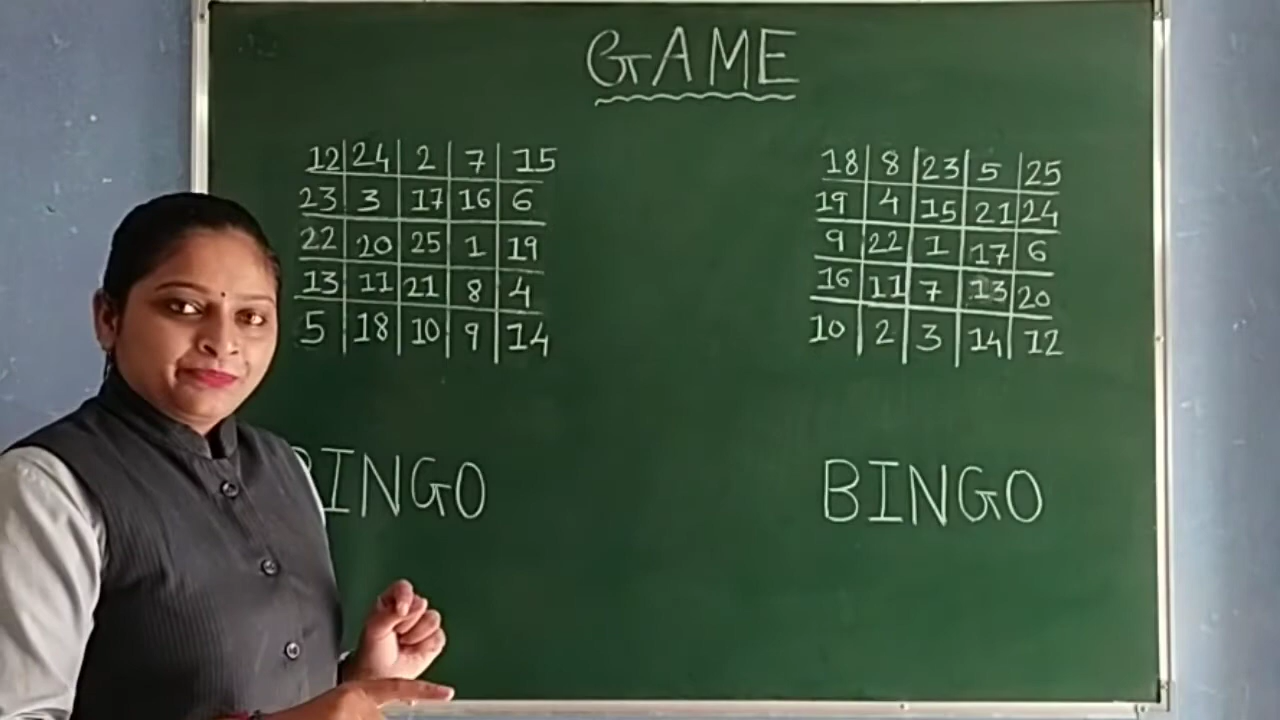 GAME
12 24 2 7 15
23 3 17 16 6
22 20 25 1 19
13 11 21 8 4
5 18 10 9 14
BINGO
18 8 23 5 25
19 4 15 21 24
9 22 1 17 6
16 11 7 13 20
10 2 3 14 12
BINGO